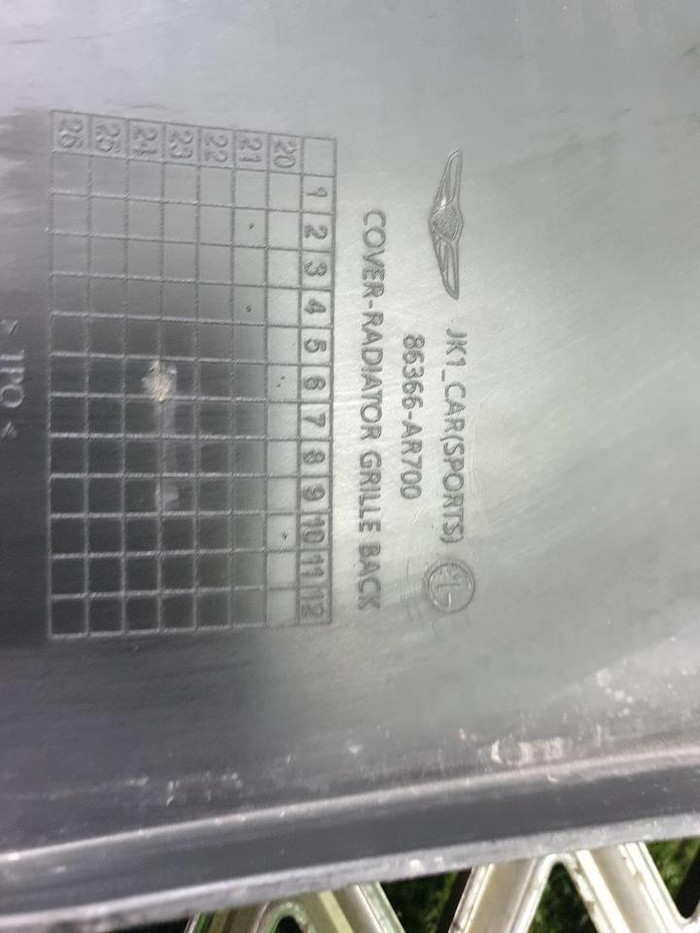 JK1_CAR(SPORTS)
86366-AR700
COVER-RADIATOR GRILLE BACK
1 2 3 4 5 6 7 8 9 10 11 12
20
21
22
23
24
25
26
>TPO<